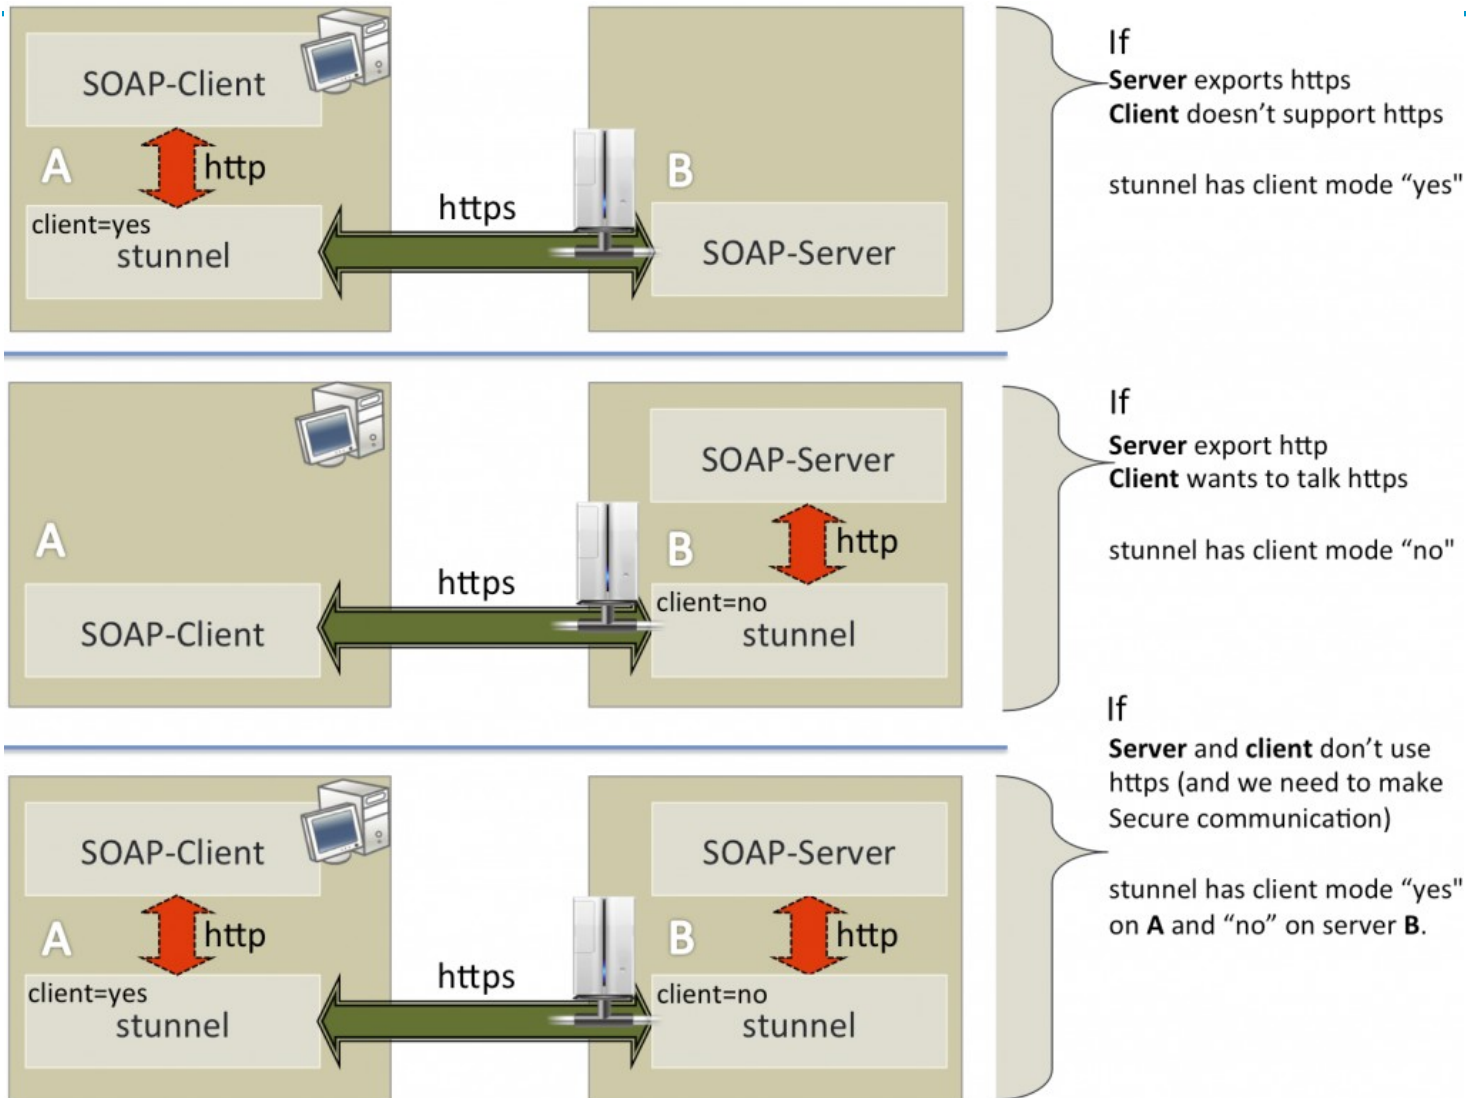 SOAP-Client
A
http
client=yes
stunnel
https
B
SOAP-Server
If
Server exports https
Client doesn’t support https
stunnel has client mode “yes"
A
SOAP-Client
https
SOAP-Server
B
http
client=no
stunnel
If
Server export http
Client wants to talk https
stunnel has client mode “no"
SOAP-Client
A
http
client=yes
stunnel
https
SOAP-Server
B
http
client=no
stunnel
If
Server and client don’t use
https (and we need to make
Secure communication)
stunnel has client mode “yes"
on A and “no” on server B.